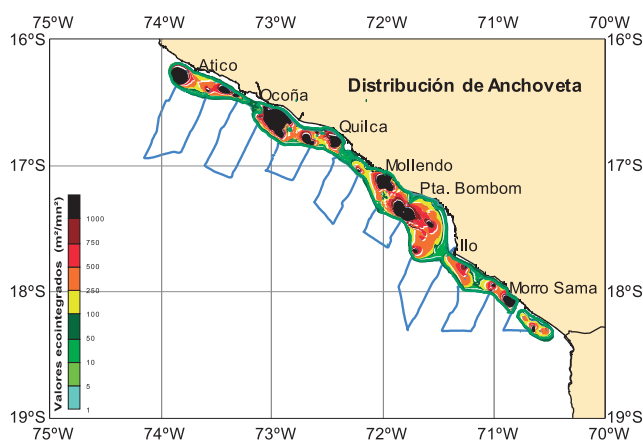 75°W 74°W 73°W 72°W 71°W 70°W
16°S 16°S
Atico
Distribución de Anchoveta
Ocoña
Quilca
17°S 17°S
Mollendo
Pta. Bombom
Valores ecointegrados (m²/mn²)
1000
750
500
250
100
50
10
5
1
Ilo
18°S 18°S
Morro Sama
19°S 19°S
75°W 74°W 73°W 72°W 71°W 70°W